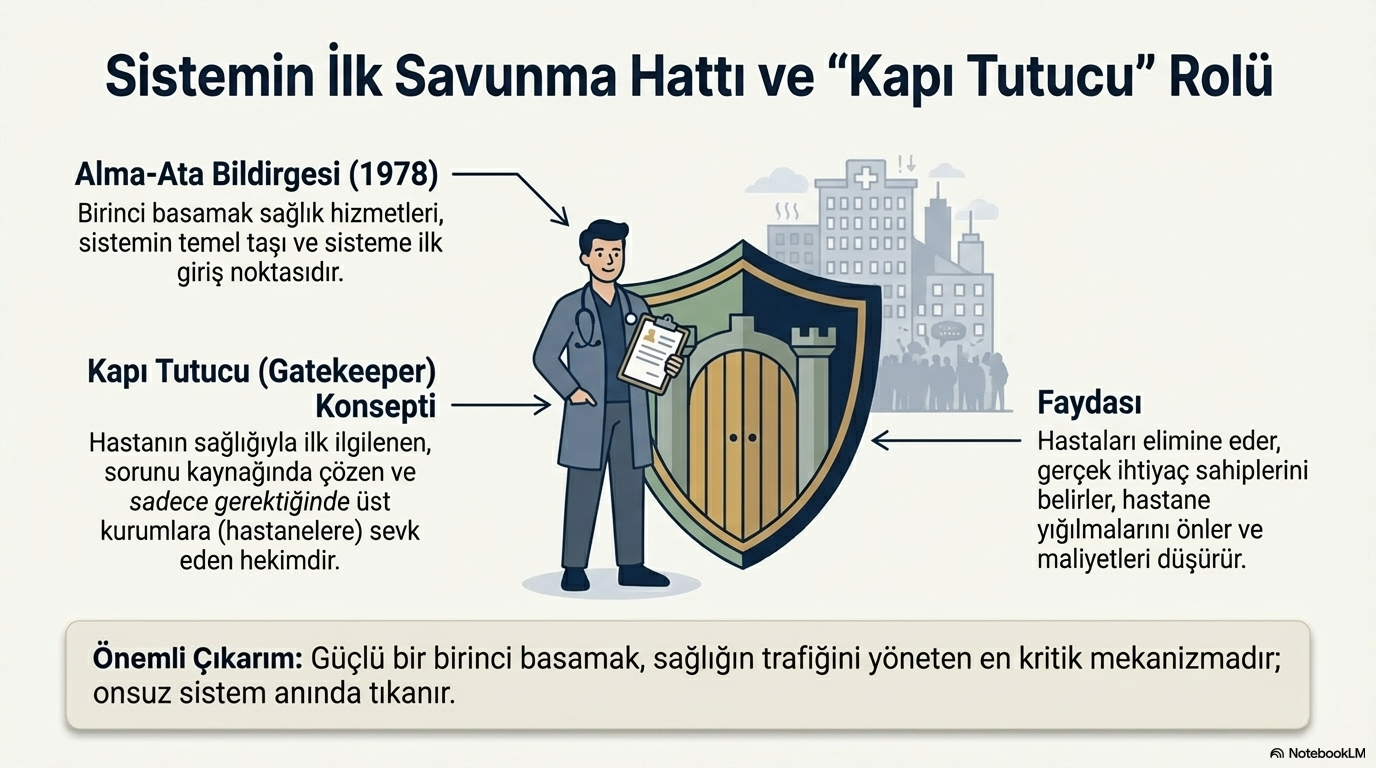 Sistemin İlk Savunma Hattı ve “Kapı Tutucu” Rolü
Alma-Ata Bildirgesi (1978)
Birinci basamak sağlık hizmetleri,
sistemin temel taşı ve sisteme ilk
giriş noktasıdır.
Kapı Tutucu (Gatekeeper)
Konsepti
Hastanın sağlığıyla ilk ilgilenen,
sorunu kaynağında çözen ve
sadece gerektiğinde üst
kurumlara (hastanelere) sevk
eden hekimdir.
Faydası
Hastaları elimine eder,
gerçek ihtiyaç sahiplerini
belirler, hastane
yığılmalarını önler ve
maliyetleri düşürür.
Önemli Çıkarım: Güçlü bir birinci basamak, sağlığın trafiğini yöneten en kritik mekanizmadır;
onsuz sistem anında tıkanır.
NotebookLM